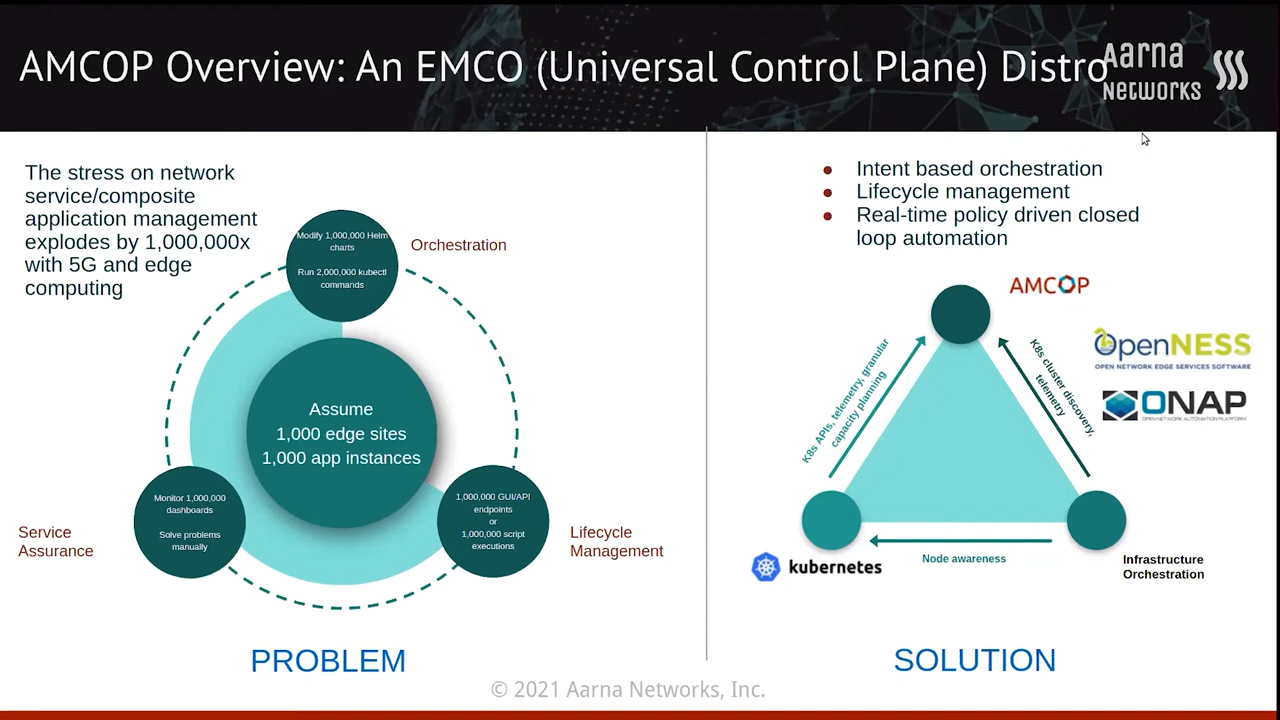 AMCOP Overview: An EMCO (Universal Control Plane) Distro
Aarna
Networks
The stress on network
service/composite
application management
explodes by 1,000,000x
with 5G and edge
computing
Modify 1,000,000 Helm
charts
Run 2,000,000 kubectl
commands
Orchestration
Assume
1,000 edge sites
1,000 app instances
Monitor 1,000,000
dashboards
Solve problems
manually
Service
Assurance
1,000,000 GUI/API
endpoints
or
1,000,000 script
executions
Lifecycle
Management
PROBLEM
● Intent based orchestration
● Lifecycle management
● Real-time policy driven closed
loop automation
AMCOP
OpenNESS
OPEN NETWORK EDGE SERVICES SOFTWARE
ONAP
OPEN NETWORK AUTOMATION PLATFORM
K8s APIs, telemetry, granular
capacity planning
K8s cluster discovery,
telemetry
kubernetes
Node awareness
Infrastructure
Orchestration
SOLUTION
© 2021 Aarna Networks, Inc.